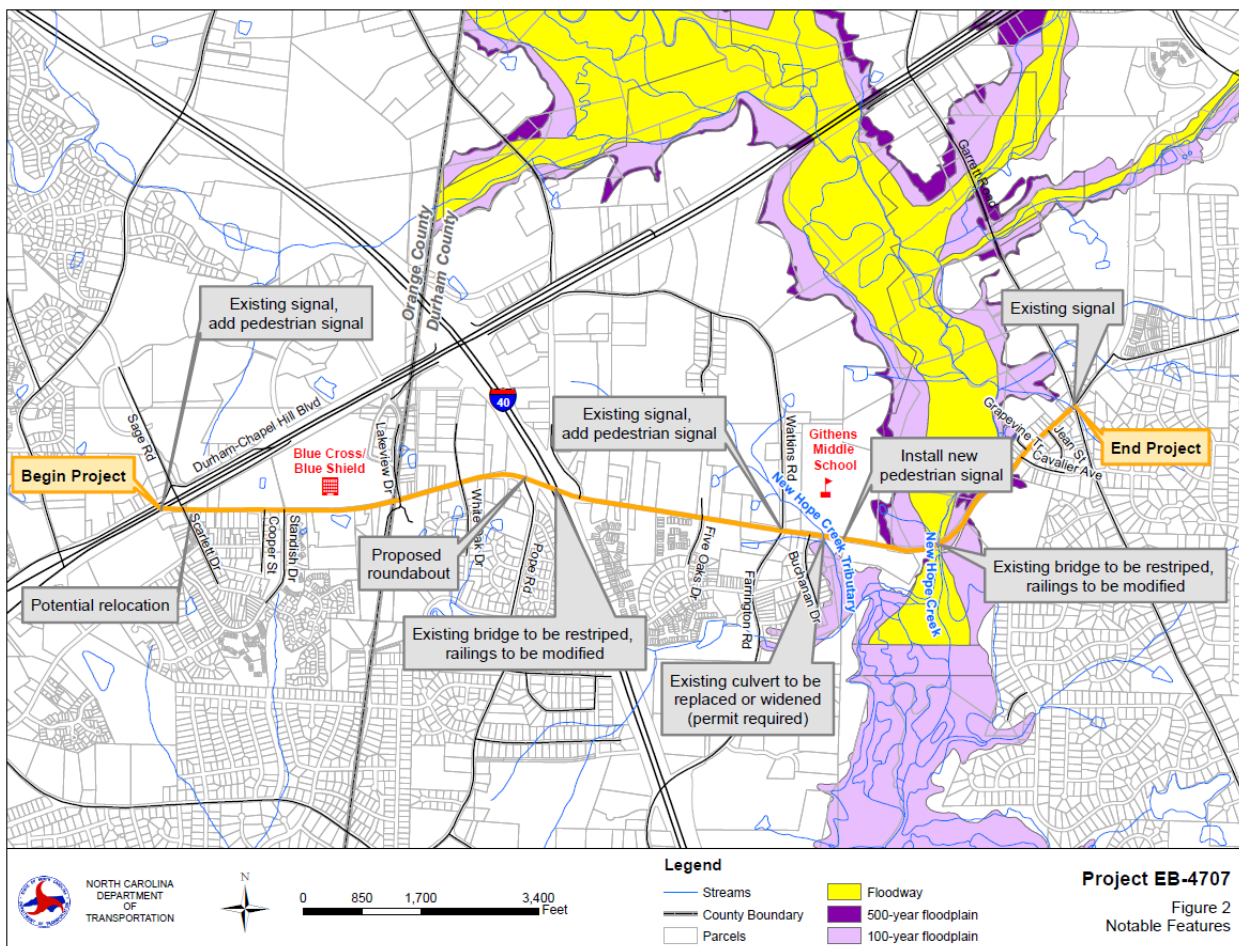 Orange County
Durham County
Garrett Road
Existing signal,
add pedestrian signal
Existing signal
Sage Rd
Durham-Chapel Hill Blvd
40
Lakeview Dr
Existing signal,
add pedestrian signal
Watkins Rd
Githens
Middle
School
Grapevine Tr
Jean St
Cavalier Ave
End Project
Begin Project
Blue Cross/
Blue Shield
Install new
pedestrian signal
New Hope Creek Tributary
Scarlett Dr
Cooper St
Standish Dr
White Oak Dr
Proposed
roundabout
Pope Rd
Five Oaks Dr
Farrington Rd
Buchanan Dr
New Hope Creek
Existing bridge to be restriped,
railings to be modified
Potential relocation
Existing bridge to be restriped,
railings to be modified
Existing culvert to be
replaced or widened
(permit required)
NORTH CAROLINA
DEPARTMENT
OF
TRANSPORTATION
N
0 850 1,700 3,400
Feet
Legend
Streams
County Boundary
Parcels
Floodway
500-year floodplain
100-year floodplain
Project EB-4707
Figure 2
Notable Features